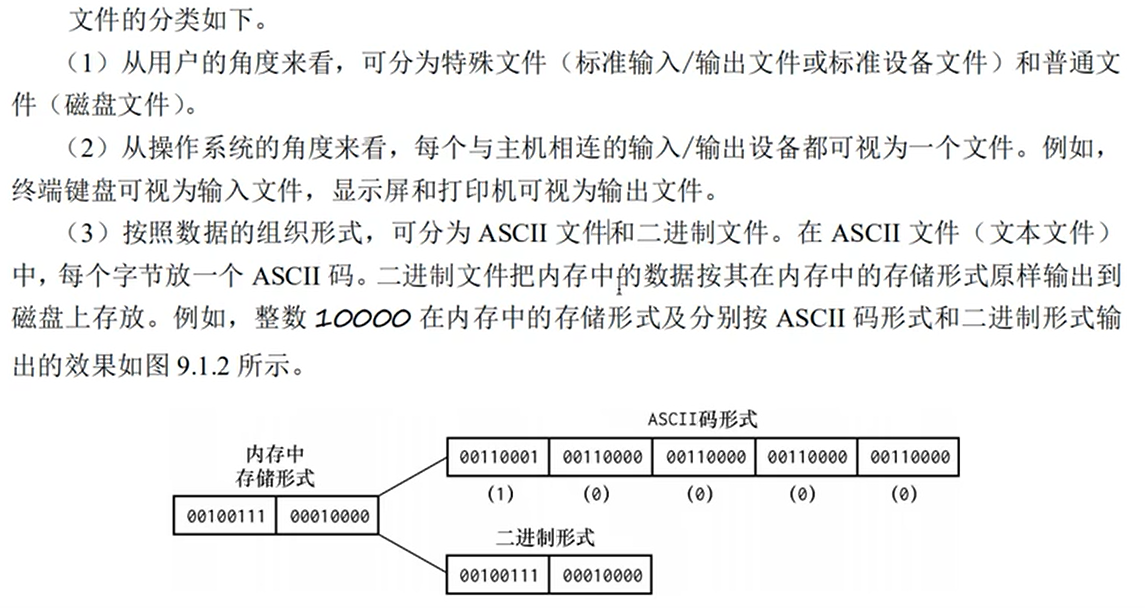 文件的分类如下。
（1）从用户的角度来看，可分为特殊文件（标准输入/输出文件或标准设备文件）和普通文
件（磁盘文件）。
（2）从操作系统的角度来看，每个与主机相连的输入/输出设备都可视为一个文件。例如，
终端键盘可视为输入文件，显示屏和打印机可视为输出文件。
（3）按照数据的组织形式，可分为 ASCII 文件和二进制文件。在 ASCII 文件（文本文件）
中，每个字节放一个 ASCII 码。二进制文件把内存中的数据按其在内存中的存储形式原样输出到
磁盘上存放。例如，整数 10000 在内存中的存储形式及分别按 ASCII 码形式和二进制形式输
出的效果如图 9.1.2 所示。
ASCII码形式
内存中
存储形式
00110001 00110000 00110000 00110000 00110000
(1) (0) (0) (0) (0)
00100111 00010000
二进制形式
00100111 00010000